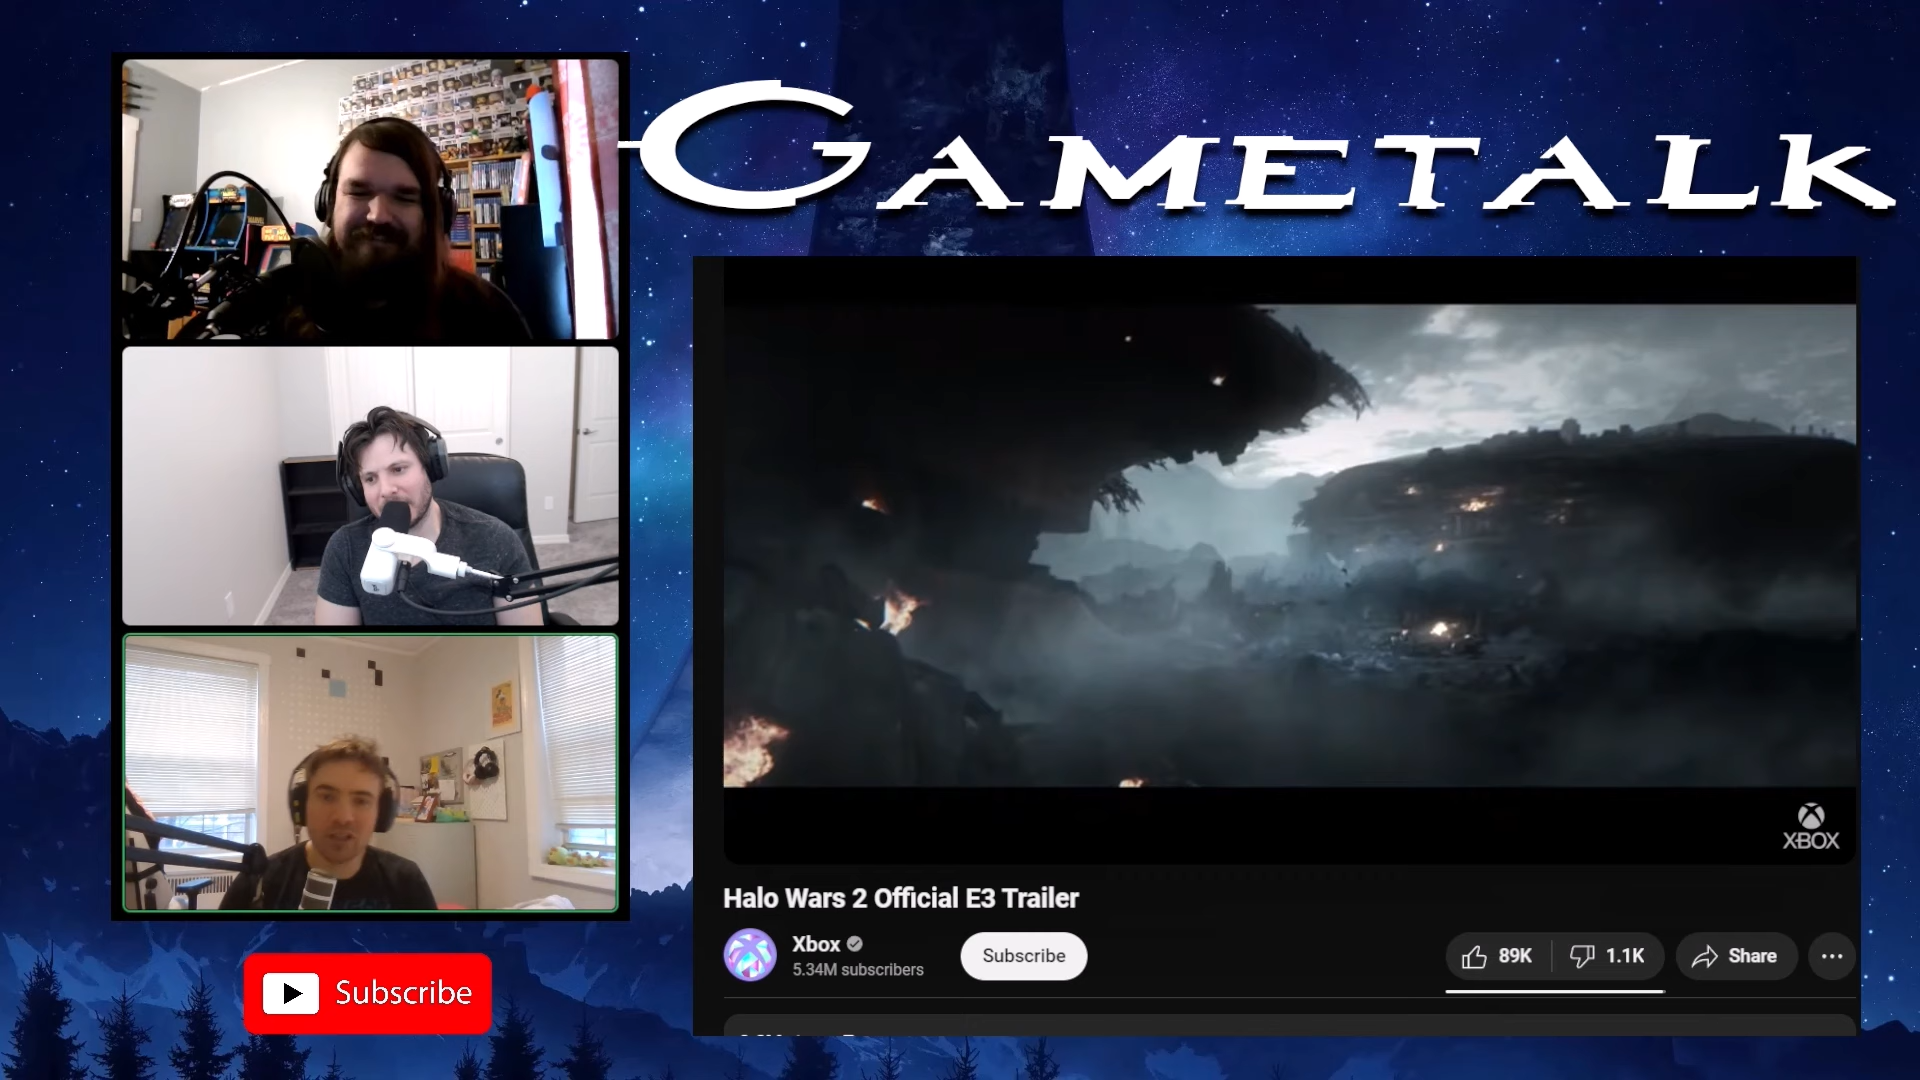 GAMETALK
XBOX
Halo Wars 2 Official E3 Trailer
Xbox
5.34M subscribers
Subscribe
89K
1.1K
Share
Subscribe